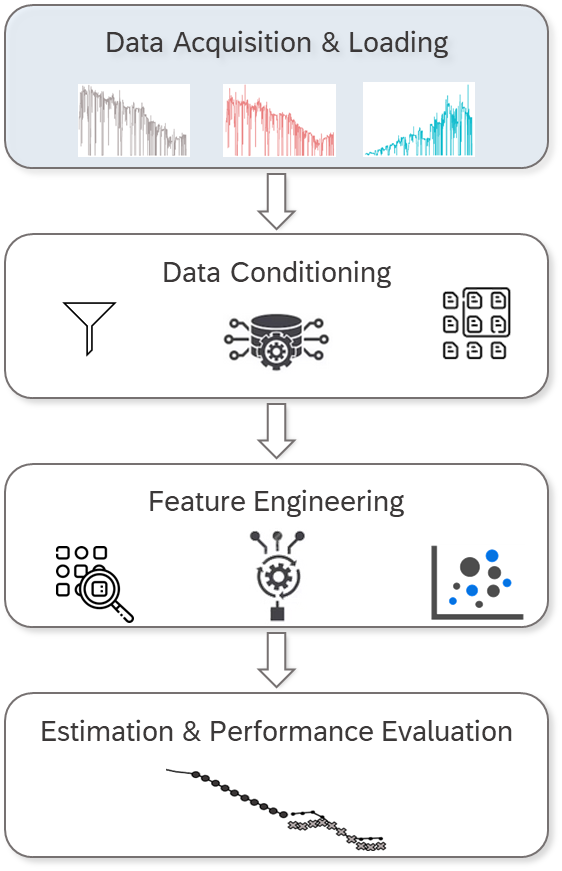 Data Acquisition & Loading
Data Conditioning
Feature Engineering
Estimation & Performance Evaluation